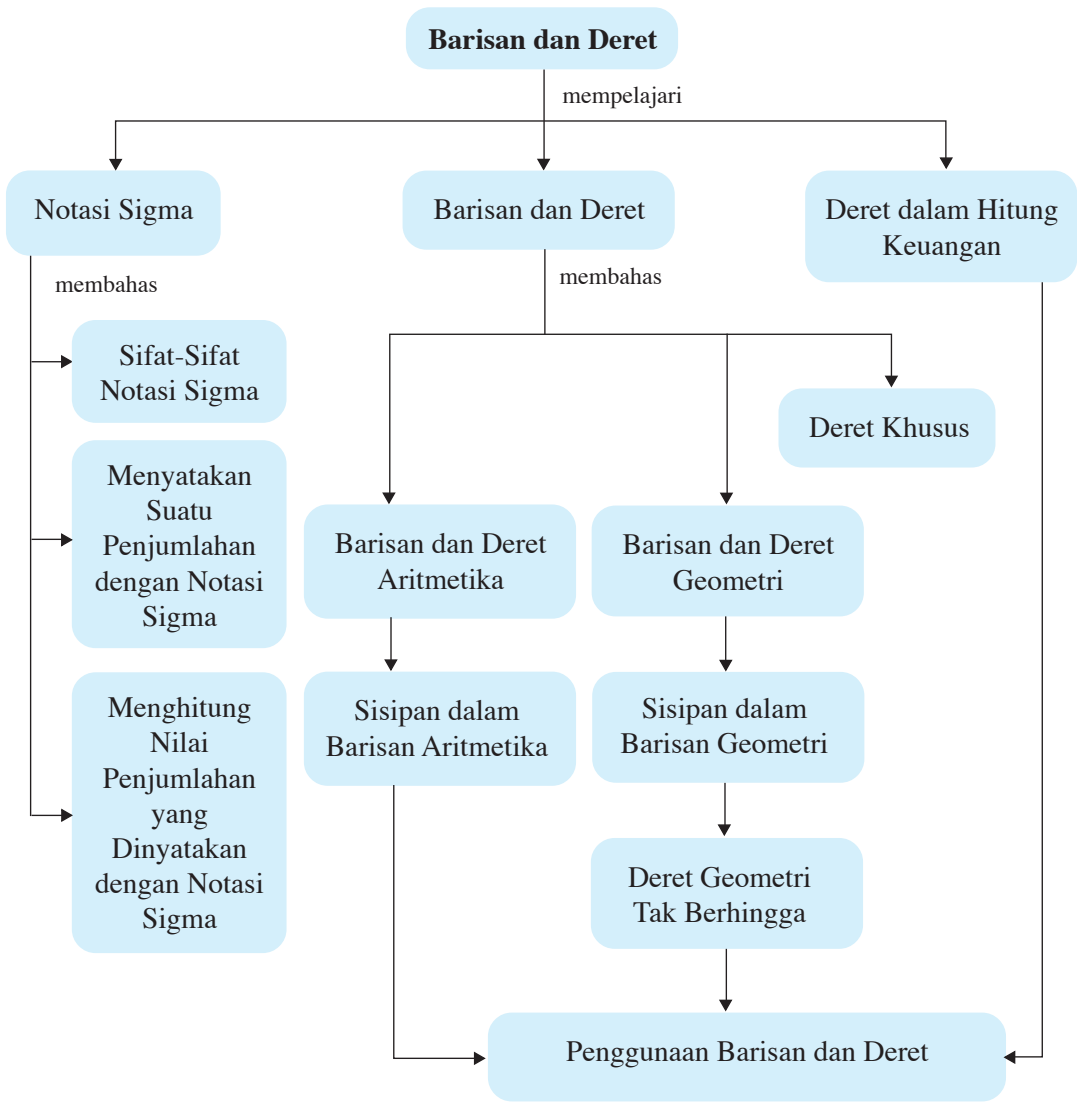 Barisan dan Deret
mempelajari
Notasi Sigma
Barisan dan Deret
Deret dalam Hitung
Keuangan
membahas
Sifat-Sifat
Notasi Sigma
Menyatakan
Suatu
Penjumlahan
dengan Notasi
Sigma
Menghitung
Nilai
Penjumlahan
yang
Dinyatakan
dengan Notasi
Sigma
membahas
Barisan dan Deret
Aritmetika
Sisipan dalam
Barisan Aritmetika
Barisan dan Deret
Geometri
Sisipan dalam
Barisan Geometri
Deret Geometri
Tak Berhingga
Deret Khusus
Penggunaan Barisan dan Deret